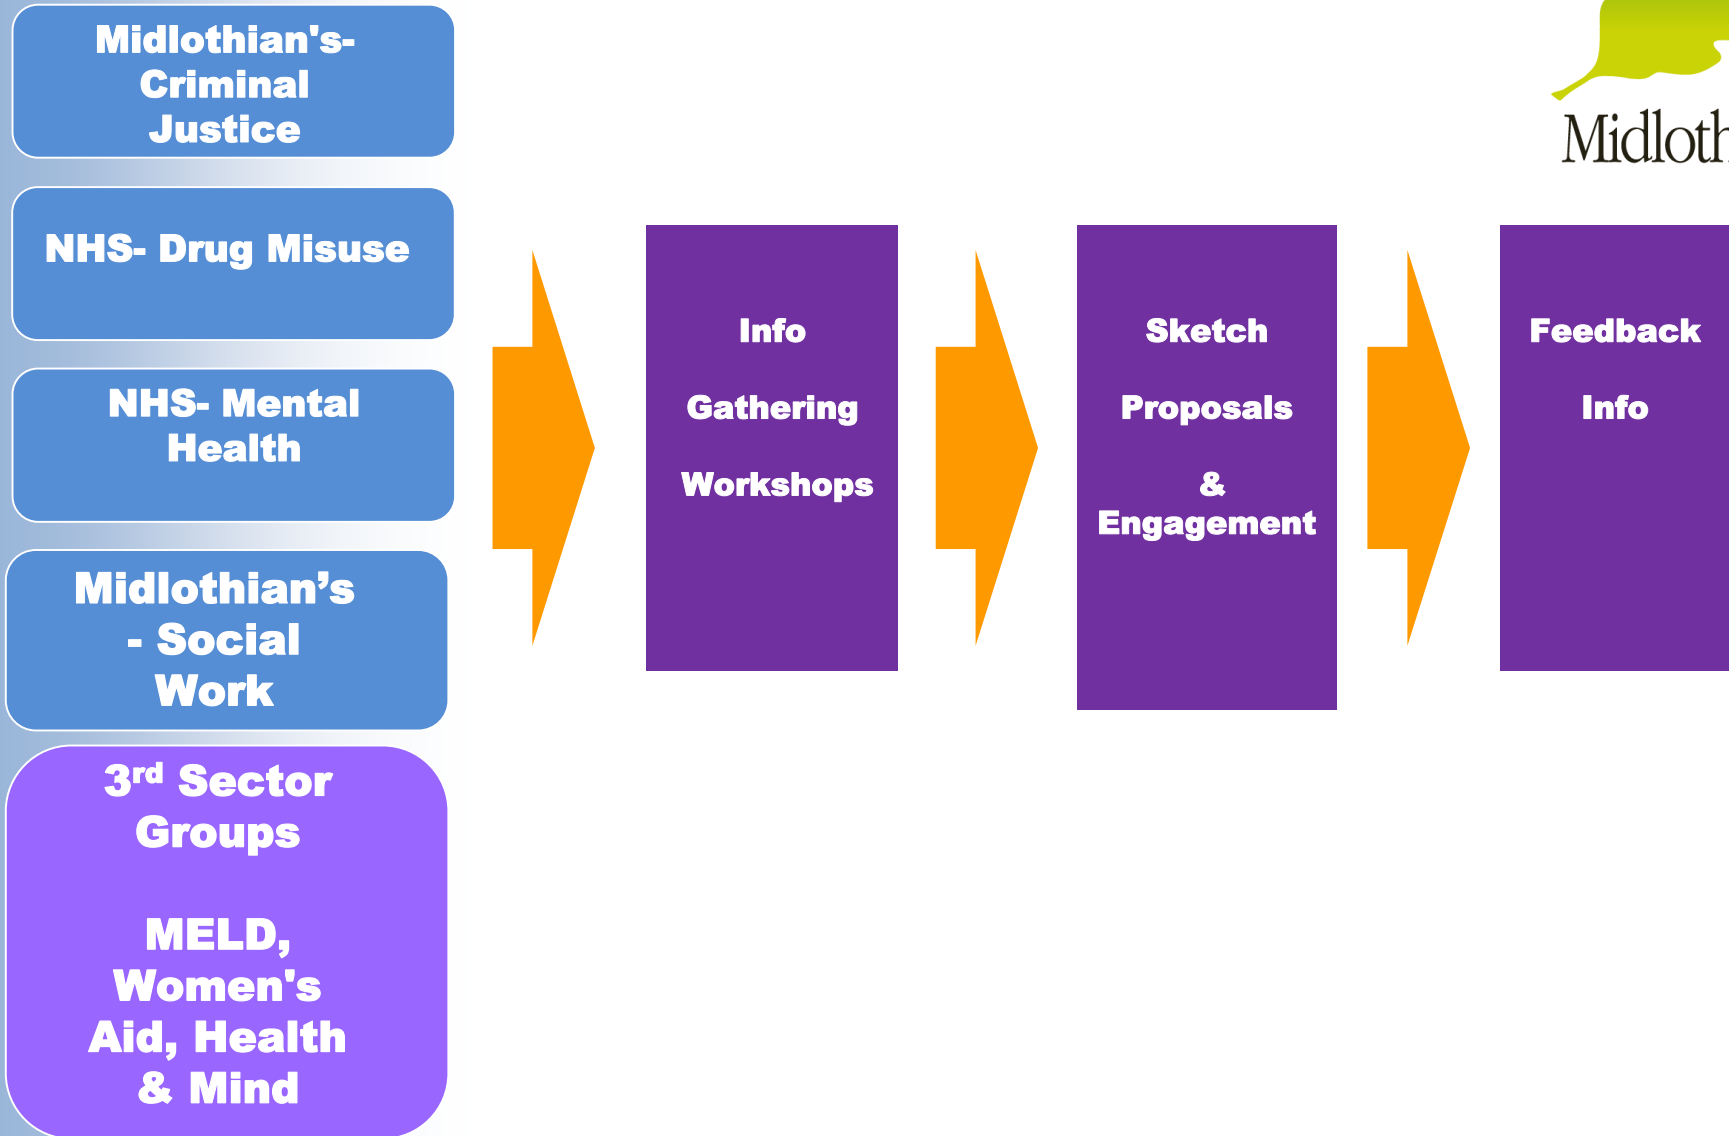 Midlothian's-
Criminal
Justice
NHS- Drug Misuse
NHS- Mental
Health
Midlothian’s
- Social
Work
3rd Sector
Groups
MELD,
Women's
Aid, Health
& Mind
Info
Gathering
Workshops
Sketch
Proposals
&
Engagement
Feedback
Info
Midloth